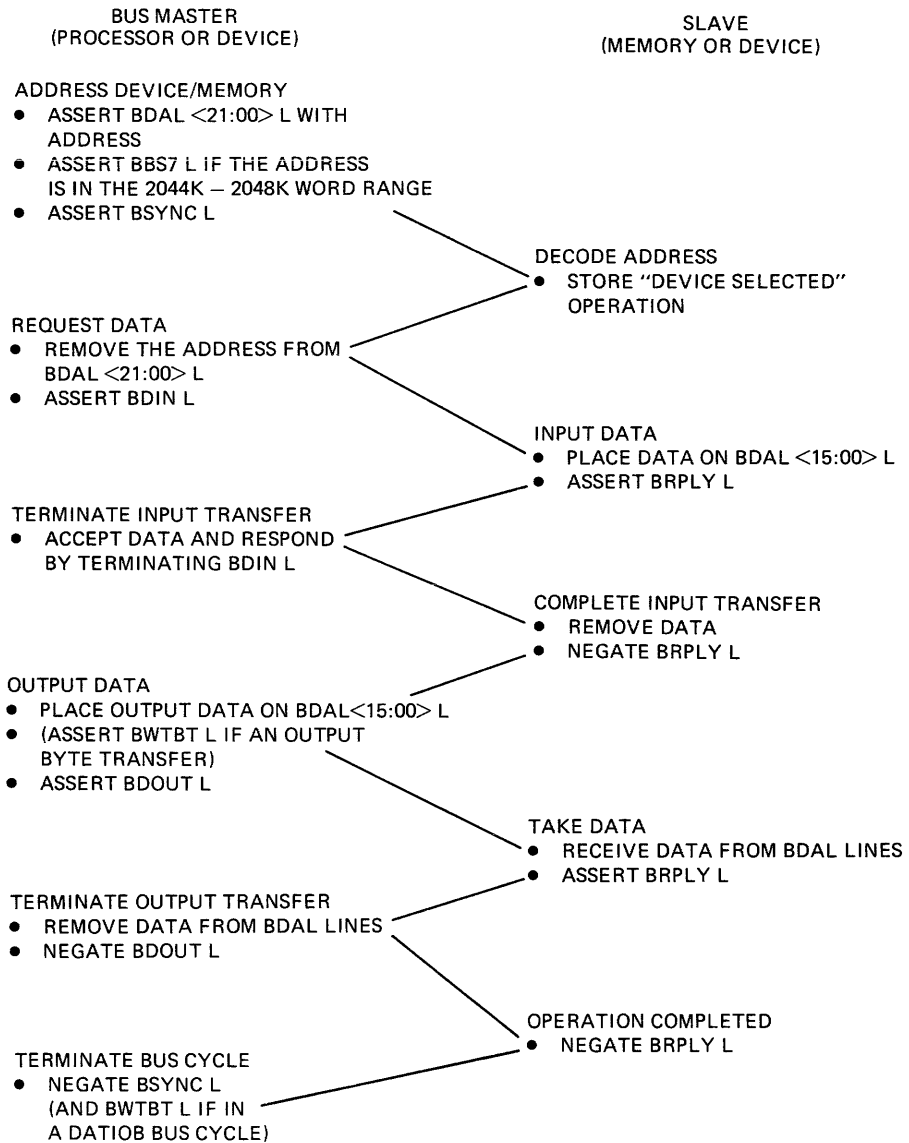 BUS MASTER
(PROCESSOR OR DEVICE)
SLAVE
(MEMORY OR DEVICE)
ADDRESS DEVICE/MEMORY
• ASSERT BDAL <21:00> L WITH
ADDRESS
• ASSERT BBS7 L IF THE ADDRESS
IS IN THE 2044K – 2048K WORD RANGE
• ASSERT BSYNC L
DECODE ADDRESS
• STORE "DEVICE SELECTED"
OPERATION
REQUEST DATA
• REMOVE THE ADDRESS FROM
BDAL <21:00> L
• ASSERT BDIN L
INPUT DATA
• PLACE DATA ON BDAL <15:00> L
• ASSERT BRPLY L
TERMINATE INPUT TRANSFER
• ACCEPT DATA AND RESPOND
BY TERMINATING BDIN L
COMPLETE INPUT TRANSFER
• REMOVE DATA
• NEGATE BRPLY L
OUTPUT DATA
• PLACE OUTPUT DATA ON BDAL<15:00> L
• (ASSERT BWTBT L IF AN OUTPUT
BYTE TRANSFER)
• ASSERT BDOUT L
TAKE DATA
• RECEIVE DATA FROM BDAL LINES
• ASSERT BRPLY L
TERMINATE OUTPUT TRANSFER
• REMOVE DATA FROM BDAL LINES
• NEGATE BDOUT L
OPERATION COMPLETED
• NEGATE BRPLY L
TERMINATE BUS CYCLE
• NEGATE BSYNC L
(AND BWTBT L IF IN
A DATIOB BUS CYCLE)